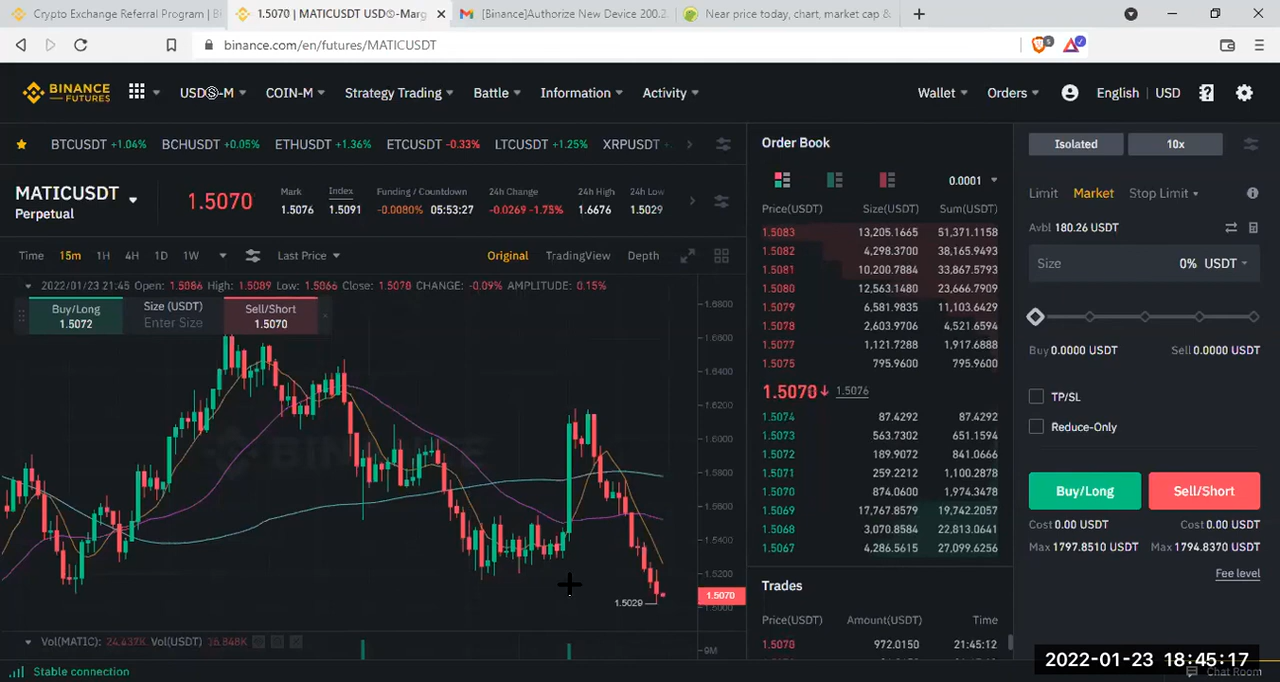 Crypto Exchange Referral Program | Bi
1.5070 | MATICUSDT USDⓈ-Marg
[Binance]Authorize New Device 200.2
Near price today, chart, market cap &
binance.com/en/futures/MATICUSDT
BINANCE
FUTURES
USDⓈ-M
COIN-M
Strategy Trading
Battle
Information
Activity
Wallet
Orders
English | USD
BTCUSDT +1.04% BCHUSDT +0.05% ETHUSDT +1.36% ETCUSDT -0.33% LTCUSDT +1.25% XRPUSDT
MATICUSDT
Perpetual
1.5070
Mark
1.5076
Index
1.5091
Funding / Countdown
-0.0080% 05:53:27
24h Change
-0.0269 -1.75%
24h High
1.6676
24h Low
1.5029
Time 15m 1H 4H 1D 1W Last Price Original TradingView Depth
2022/01/23 21:45 Open: 1.5086 High: 1.5089 Low: 1.5066 Close: 1.5070 CHANGE: -0.09% AMPLITUDE: 0.15%
Buy/Long
1.5072
Size (USDT)
Enter Size
Sell/Short
1.5070
1.6800
1.6600
1.6400
1.6200
1.6000
1.5800
1.5600
1.5400
1.5200
1.5070
1.5000
1.5029
BINANCE
Vol(MATIC): 24.437K Vol(USDT) 36.848K
9M
Stable connection
Order Book
0.0001
Price(USDT) Size(USDT) Sum(USDT)
1.5083 13,205.1665 51,371.1158
1.5082 4,298.3700 38,165.9493
1.5081 10,200.7884 33,867.5793
1.5080 12,563.1480 23,666.7909
1.5079 6,581.9835 11,103.6429
1.5078 2,603.9706 4,521.6594
1.5077 1,121.7288 1,917.6888
1.5075 795.9600 795.9600
1.5070 1.5076
1.5074 87.4292 87.4292
1.5073 563.7302 651.1594
1.5072 189.9072 841.0666
1.5071 259.2212 1,100.2878
1.5070 874.0600 1,974.3478
1.5069 17,767.8579 19,742.2057
1.5068 3,070.8584 22,813.0641
1.5067 4,286.5615 27,099.6256
Trades
Price(USDT) Amount(USDT) Time
1.5070 972.0150 21:45:12
Isolated 10x
Limit Market Stop Limit
Avbl 180.26 USDT
Size 0% USDT
Buy 0.0000 USDT Sell 0.0000 USDT
TP/SL
Reduce-Only
Buy/Long Sell/Short
Cost 0.00 USDT Cost 0.00 USDT
Max 1797.8510 USDT Max 1794.8370 USDT
Fee level
2022-01-23 18:45:17
Chat Room